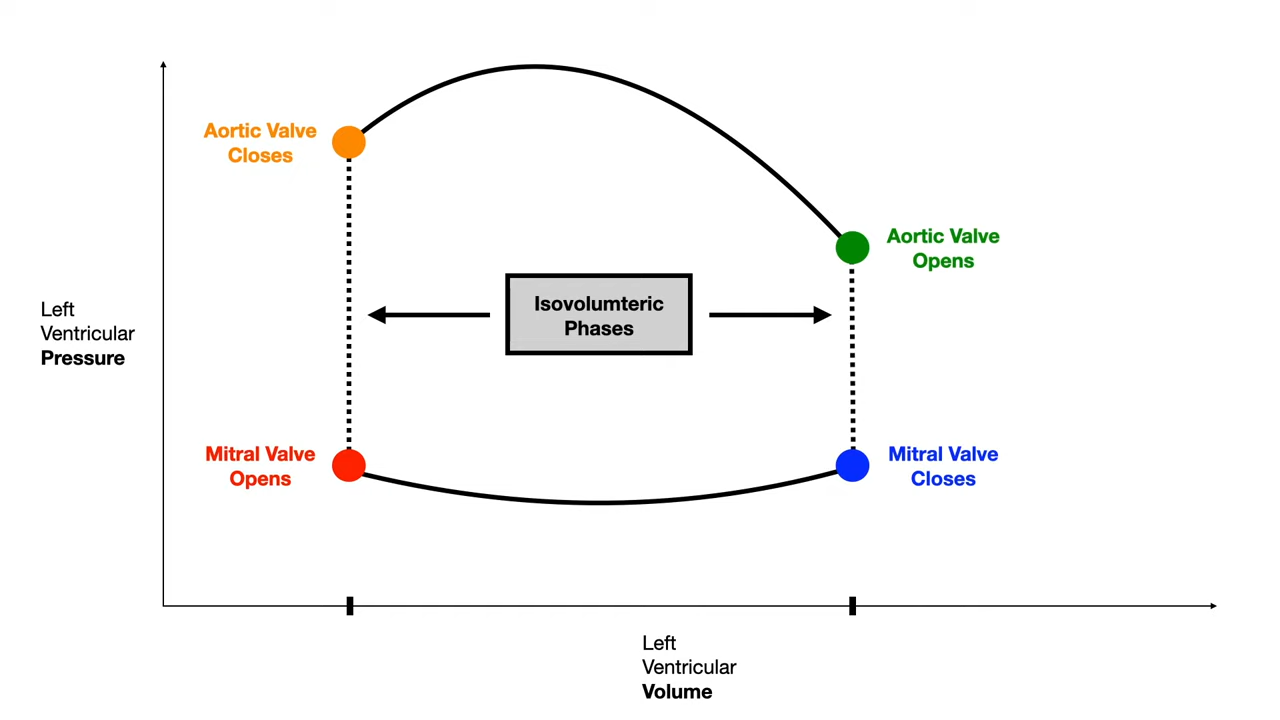 Aortic Valve
Closes
Aortic Valve
Opens
Isovolumteric
Phases
Left
Ventricular
Pressure
Mitral Valve
Opens
Mitral Valve
Closes
Left
Ventricular
Volume